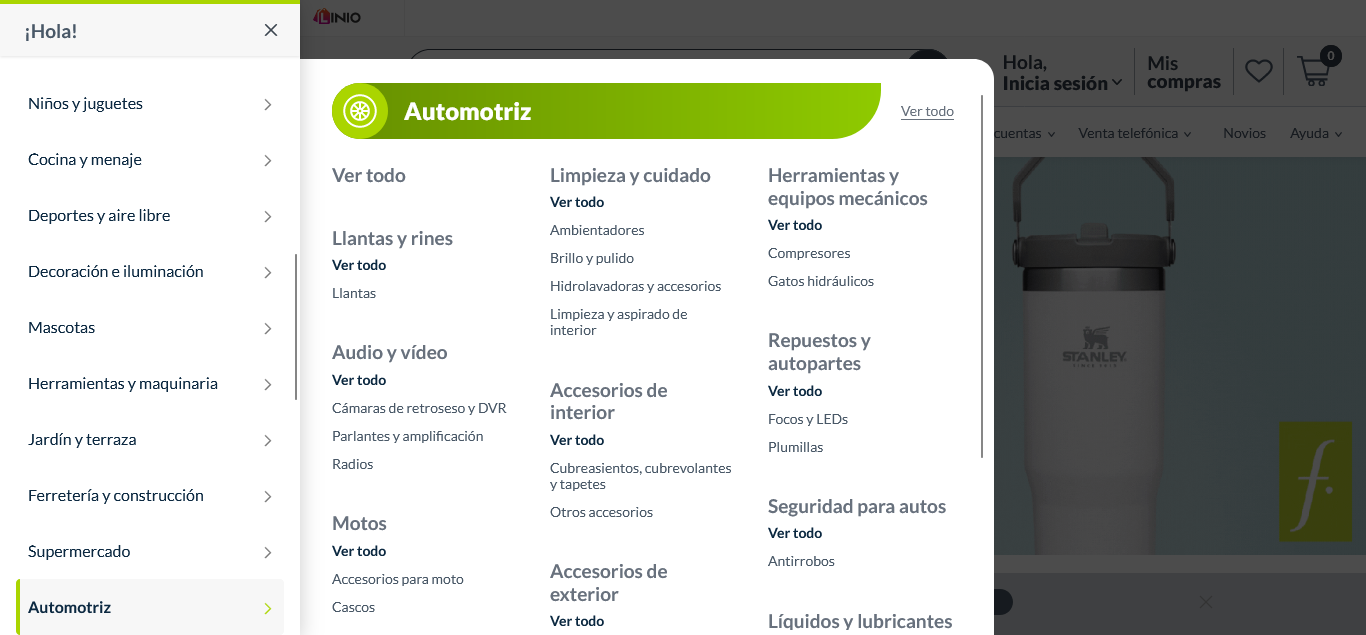 ¡Hola!
Niños y juguetes
Cocina y menaje
Deportes y aire libre
Decoración e iluminación
Mascotas
Herramientas y maquinaria
Jardín y terraza
Ferretería y construcción
Supermercado
Automotriz
LINIO
Hola,
Inicia sesión
Mis
compras
0
cuentas
Venta telefónica
Novios
Ayuda
Automotriz
Ver todo
Ver todo
Llantas y rines
Ver todo
Llantas
Audio y vídeo
Ver todo
Cámaras de retroseso y DVR
Parlantes y amplificación
Radios
Motos
Ver todo
Accesorios para moto
Cascos
Limpieza y cuidado
Ver todo
Ambientadores
Brillo y pulido
Hidrolavadoras y accesorios
Limpieza y aspirado de
interior
Accesorios de
interior
Ver todo
Cubreasientos, cubrevolantes
y tapetes
Otros accesorios
Accesorios de
exterior
Ver todo
Herramientas y
equipos mecánicos
Ver todo
Compresores
Gatos hidráulicos
Repuestos y
autopartes
Ver todo
Focos y LEDs
Plumillas
Seguridad para autos
Ver todo
Antirrobos
Líquidos y lubricantes
STANLEY
f.